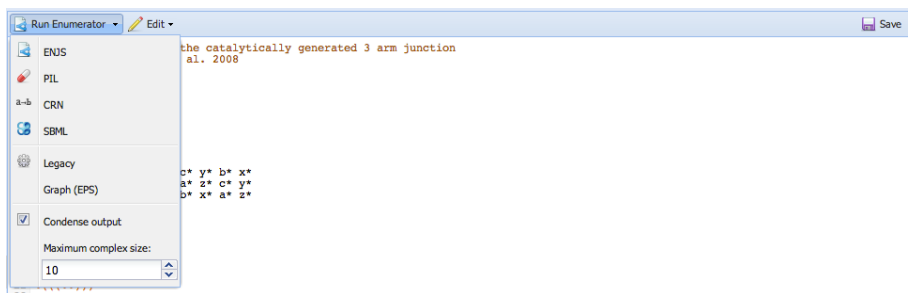 Run Enumerator Edit Save
the catalytically generated 3 arm junction
al. 2008
ENJS
PIL
a→b CRN
SBML
Legacy
c* y* b* x*
a* z* c* y*
Graph (EPS)
b* x* a* z*
Condense output
Maximum complex size:
10